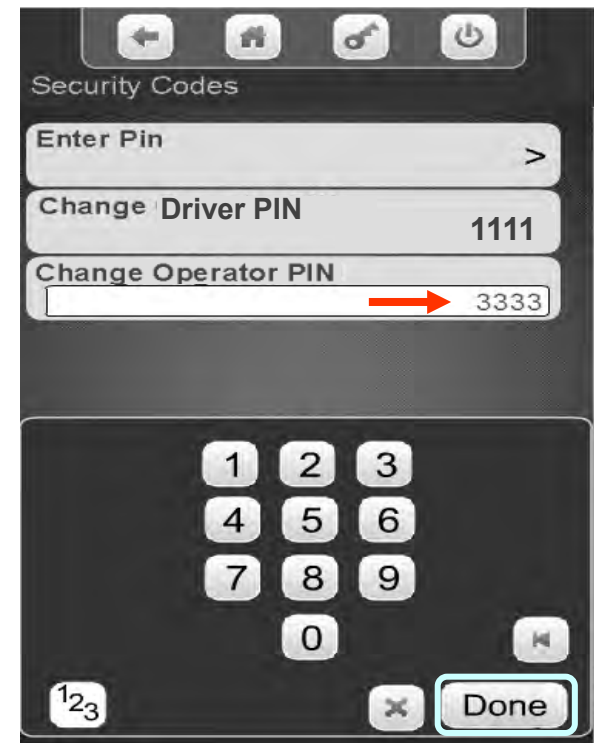 Security Codes
Enter Pin
>
Change Driver PIN
1111
Change Operator PIN
3333
1 2 3
4 5 6
7 8 9
0
123
Done